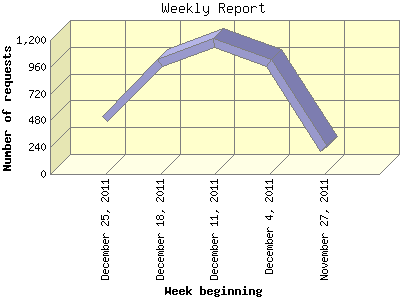 Weekly Report
Number of requests
1,200
960
720
480
240
0
December 25, 2011
December 18, 2011
December 11, 2011
December 4, 2011
November 27, 2011
Week beginning